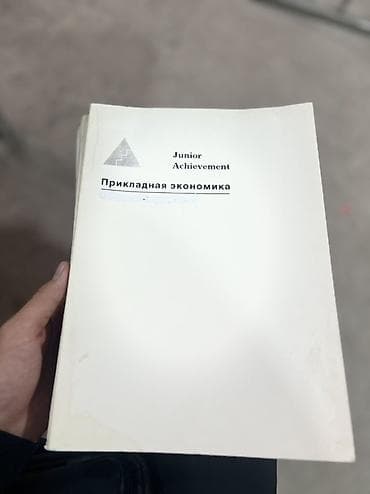 Junior
Achievement
Прикладная экономика